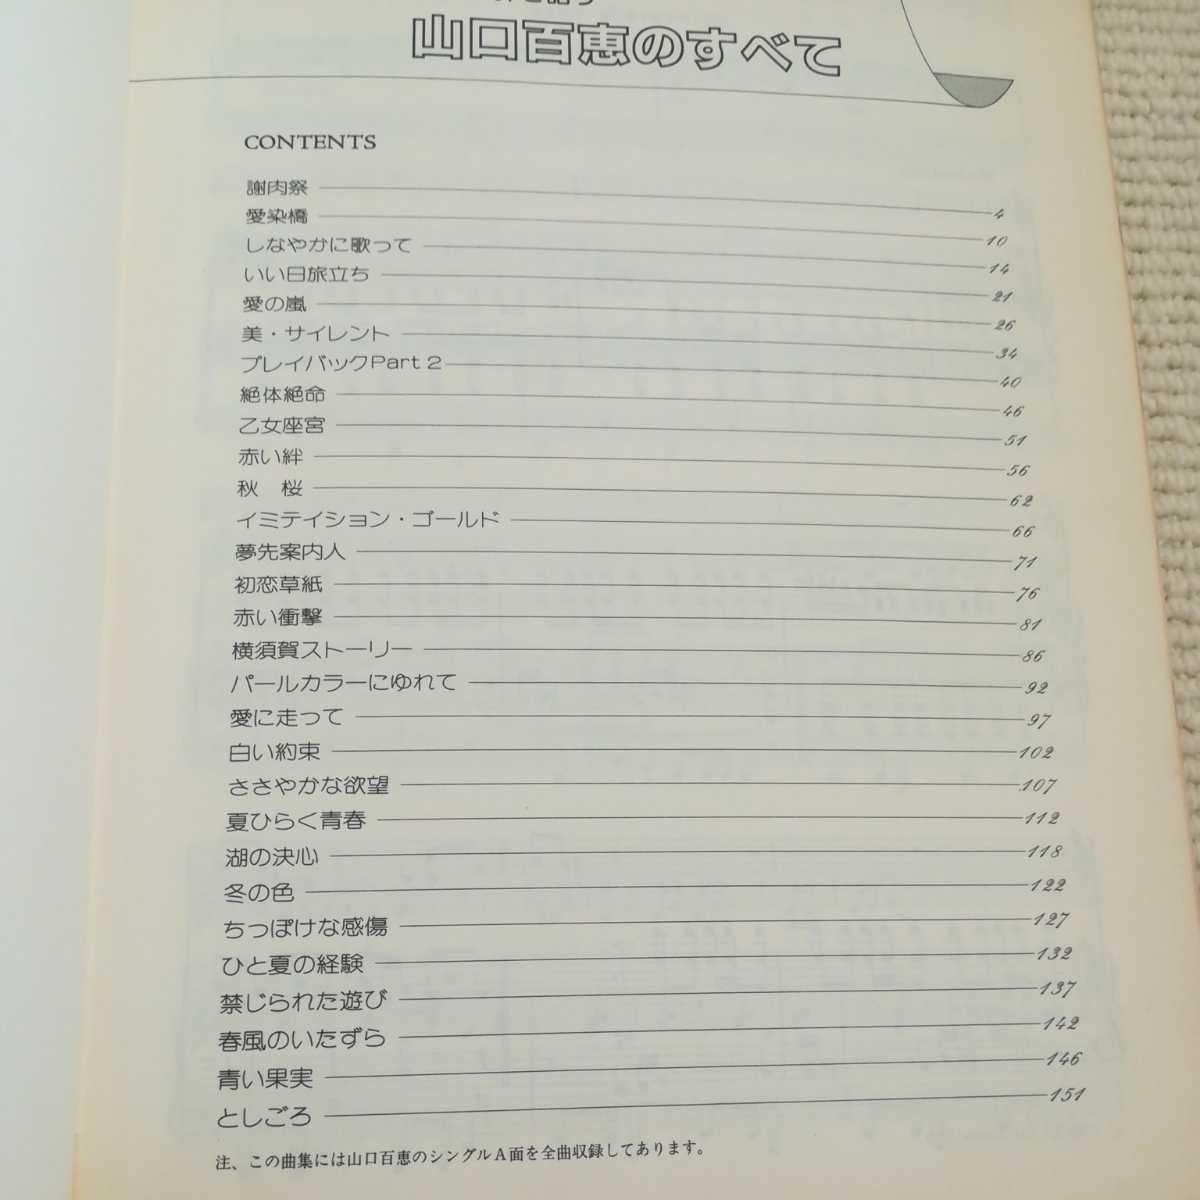 山口百恵のすべて
CONTENTS
謝肉祭 4
愛染橋 10
しなやかに歌って 14
いい日旅立ち 21
愛の嵐 26
美・サイレント 34
プレイバックPart 2 40
絶体絶命 46
乙女座宮 51
赤い絆 56
秋　桜 62
イミテイション・ゴールド 66
夢先案内人 71
初恋草紙 76
赤い衝撃 81
横須賀ストーリー 86
パールカラーにゆれて 92
愛に走って 97
白い約束 102
ささやかな欲望 107
夏ひらく青春 112
湖の決心 118
冬の色 122
ちっぽけな感傷 127
ひと夏の経験 132
禁じられた遊び 137
春風のいたずら 142
青い果実 146
としごろ 151
注、この曲集には山口百恵のシングルA面を全曲収録してあります。